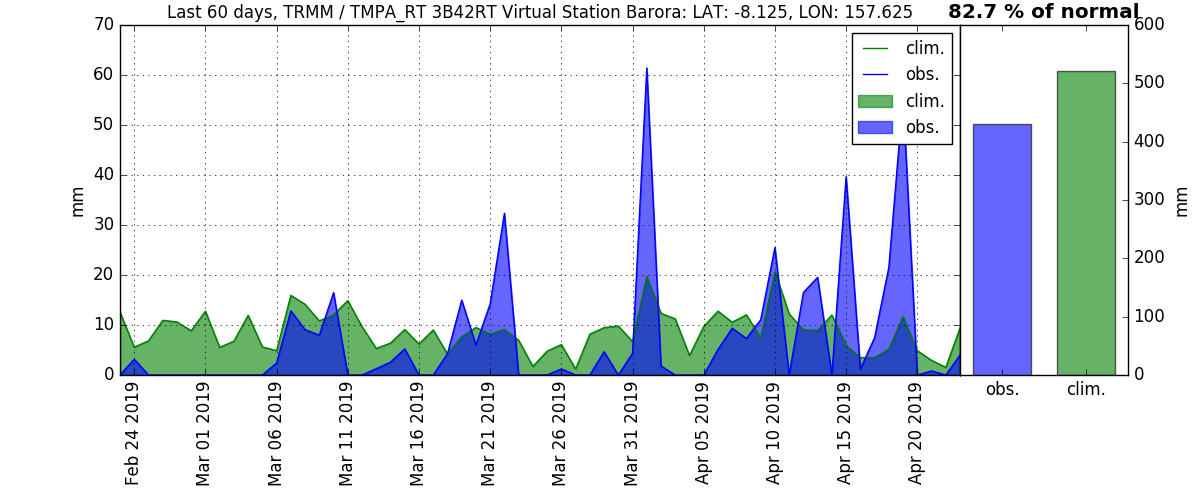 Last 60 days, TRMM / TMPA_RT 3B42RT Virtual Station Barora: LAT: -8.125, LON: 157.625
82.7 % of normal
70
60
50
40
30
20
10
0
mm
clim.
obs.
clim.
obs.
600
500
400
300
200
100
0
mm
obs.
clim.
Feb 24 2019
Mar 01 2019
Mar 06 2019
Mar 11 2019
Mar 16 2019
Mar 21 2019
Mar 26 2019
Mar 31 2019
Apr 05 2019
Apr 10 2019
Apr 15 2019
Apr 20 2019